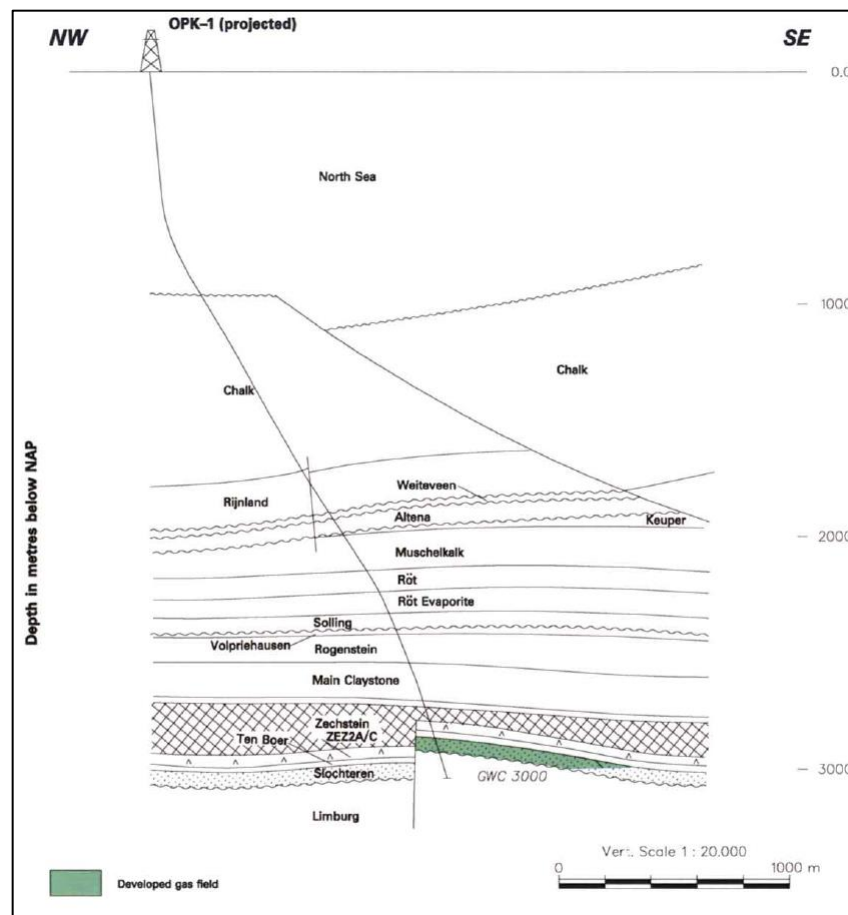 OPK–1 (projected)
NW
SE
0.0
North Sea
1000
Chalk
Chalk
Depth in metres below NAP
Weiteveen
Rijnland
Altena
Keuper
2000
Muschelkalk
Röt
Röt Evaporite
Solling
Volpriehausen
Rogenstein
Main Claystone
Zechstein
Ten Boer
ZEZ2A/C
Slochteren
GWC 3000
3000
Limburg
Vert. Scale 1 : 20.000
0
1000 m
Developed gas field